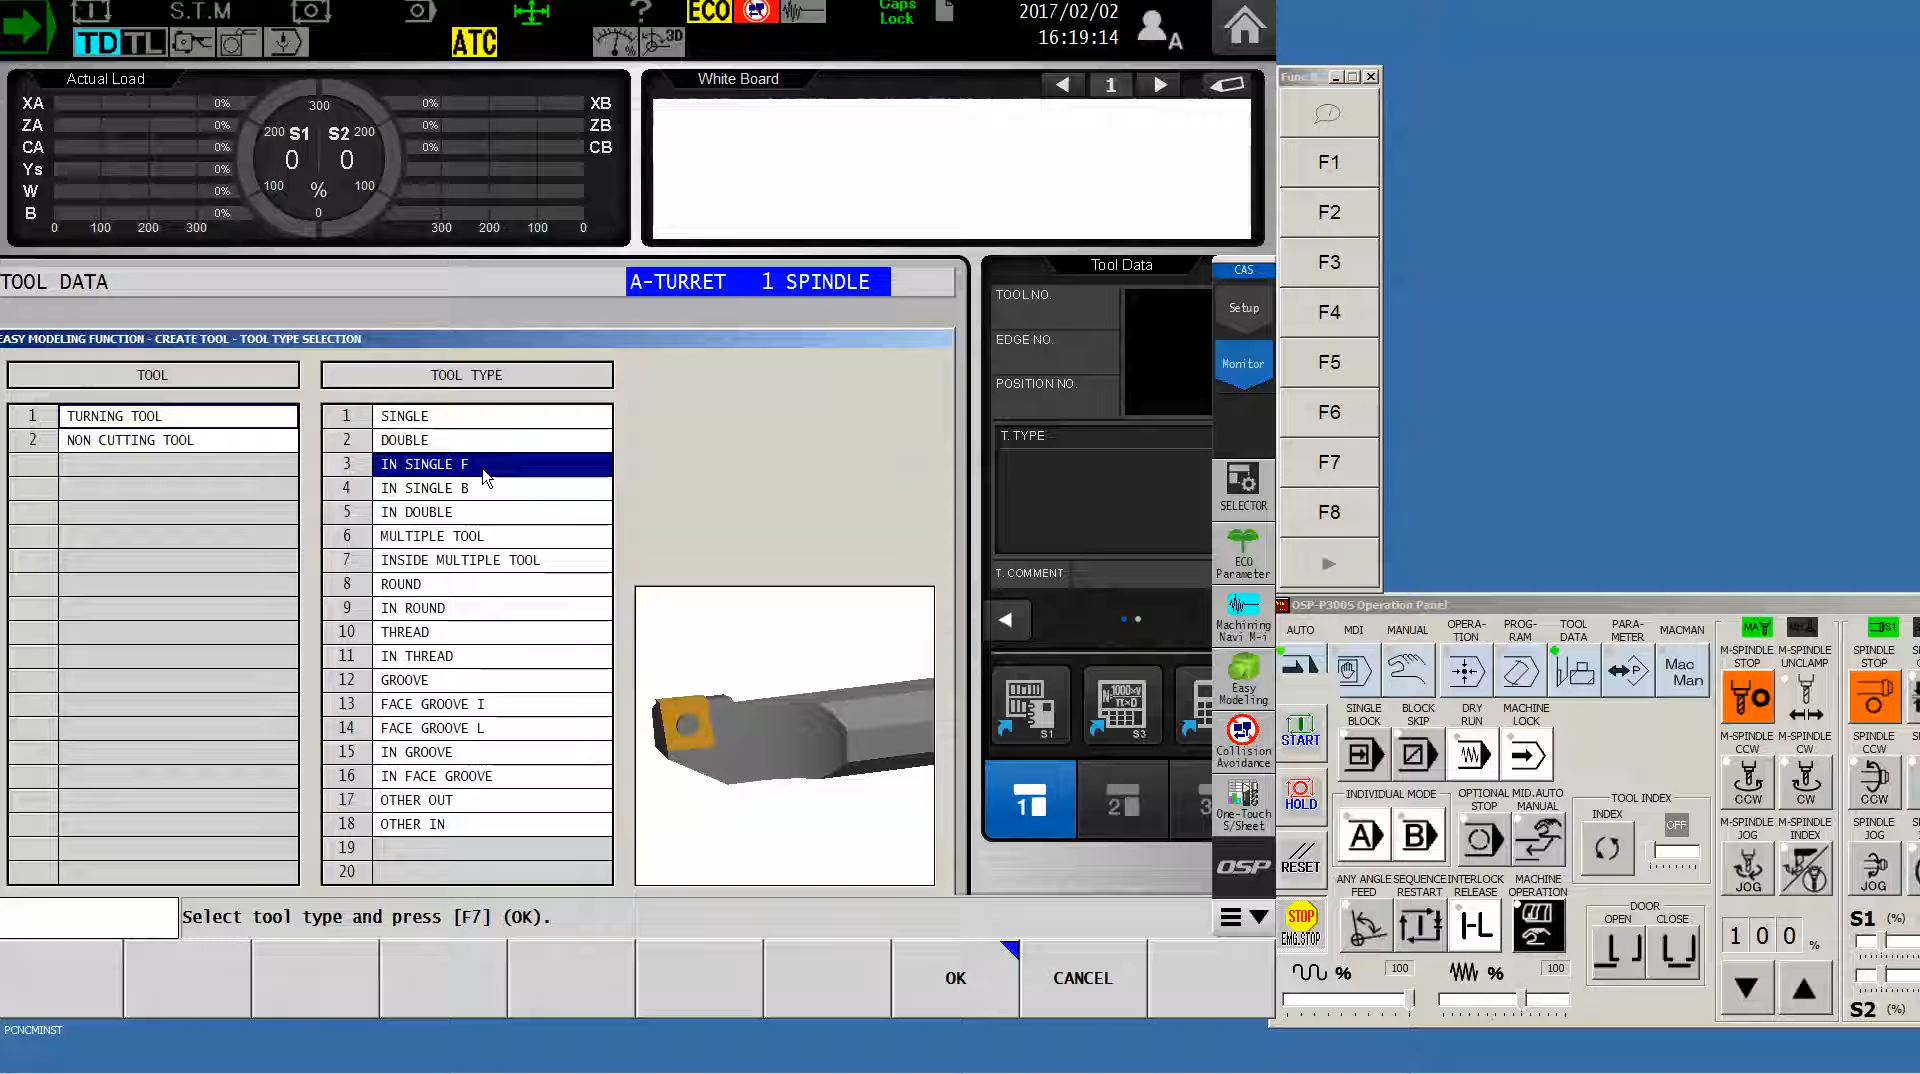 S.T.M
ECO
Caps
Lock
2017/02/02
16:19:14
A
TD TL
ATC
3D
Actual Load
White Board
1
XA 0% 300 0% XB
ZA 0% 200 S1 S2 200 0% ZB
CA 0% 0 0 0% CB
Ys 0%
W 0% 100 % 100
B 0% 0
0 100 200 300 300 200 100 0
TOOL DATA
A-TURRET 1 SPINDLE
EASY MODELING FUNCTION - CREATE TOOL - TOOL TYPE SELECTION
TOOL
1 TURNING TOOL
2 NON CUTTING TOOL
TOOL TYPE
1 SINGLE
2 DOUBLE
3 IN SINGLE F
4 IN SINGLE B
5 IN DOUBLE
6 MULTIPLE TOOL
7 INSIDE MULTIPLE TOOL
8 ROUND
9 IN ROUND
10 THREAD
11 IN THREAD
12 GROOVE
13 FACE GROOVE I
14 FACE GROOVE L
15 IN GROOVE
16 IN FACE GROOVE
17 OTHER OUT
18 OTHER IN
19
20
Select tool type and press [F7] (OK).
OK
CANCEL
PCNCMINST
Tool Data
TOOL NO.
EDGE NO.
POSITION NO.
T. TYPE
T. COMMENT
S1
S3
1
2
3
CAS
Setup
Monitor
SELECTOR
ECO
Parameter
Machining
Navi M-i
Easy
Modeling
Collision
Avoidance
One-Touch
S/Sheet
OSP
F1
F2
F3
F4
F5
F6
F7
F8
OSP-P300S Operation Panel
AUTO
MDI
MANUAL
OPERA-
TION
PROG-
RAM
TOOL
DATA
PARA-
METER
MACMAN
Mac
Man
SINGLE
BLOCK
BLOCK
SKIP
DRY
RUN
MACHINE
LOCK
START
INDIVIDUAL MODE
OPTIONAL
STOP
MID.AUTO
MANUAL
HOLD
A
B
TOOL INDEX
INDEX
OFF
RESET
ANY ANGLE
FEED
SEQUENCE
RESTART
INTERLOCK
RELEASE
MACHINE
OPERATION
DOOR
OPEN
CLOSE
STOP
EMG.STOP
% 100
% 100
M-SPINDLE
STOP
M-SPINDLE
UNCLAMP
M-SPINDLE
CCW
M-SPINDLE
CW
CCW
CW
M-SPINDLE
JOG
M-SPINDLE
INDEX
JOG
100 %
S1
SPINDLE
STOP
SPINDLE
CCW
CCW
SPINDLE
JOG
JOG
S1 (%)
S2 (%)